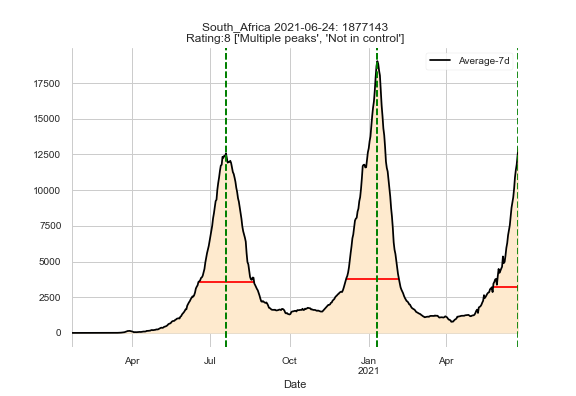 South_Africa 2021-06-24: 1877143
Rating:8 ['Multiple peaks', 'Not in control']
Average-7d
17500
15000
12500
10000
7500
5000
2500
0
Apr
Jul
Oct
Jan
2021
Apr
Date